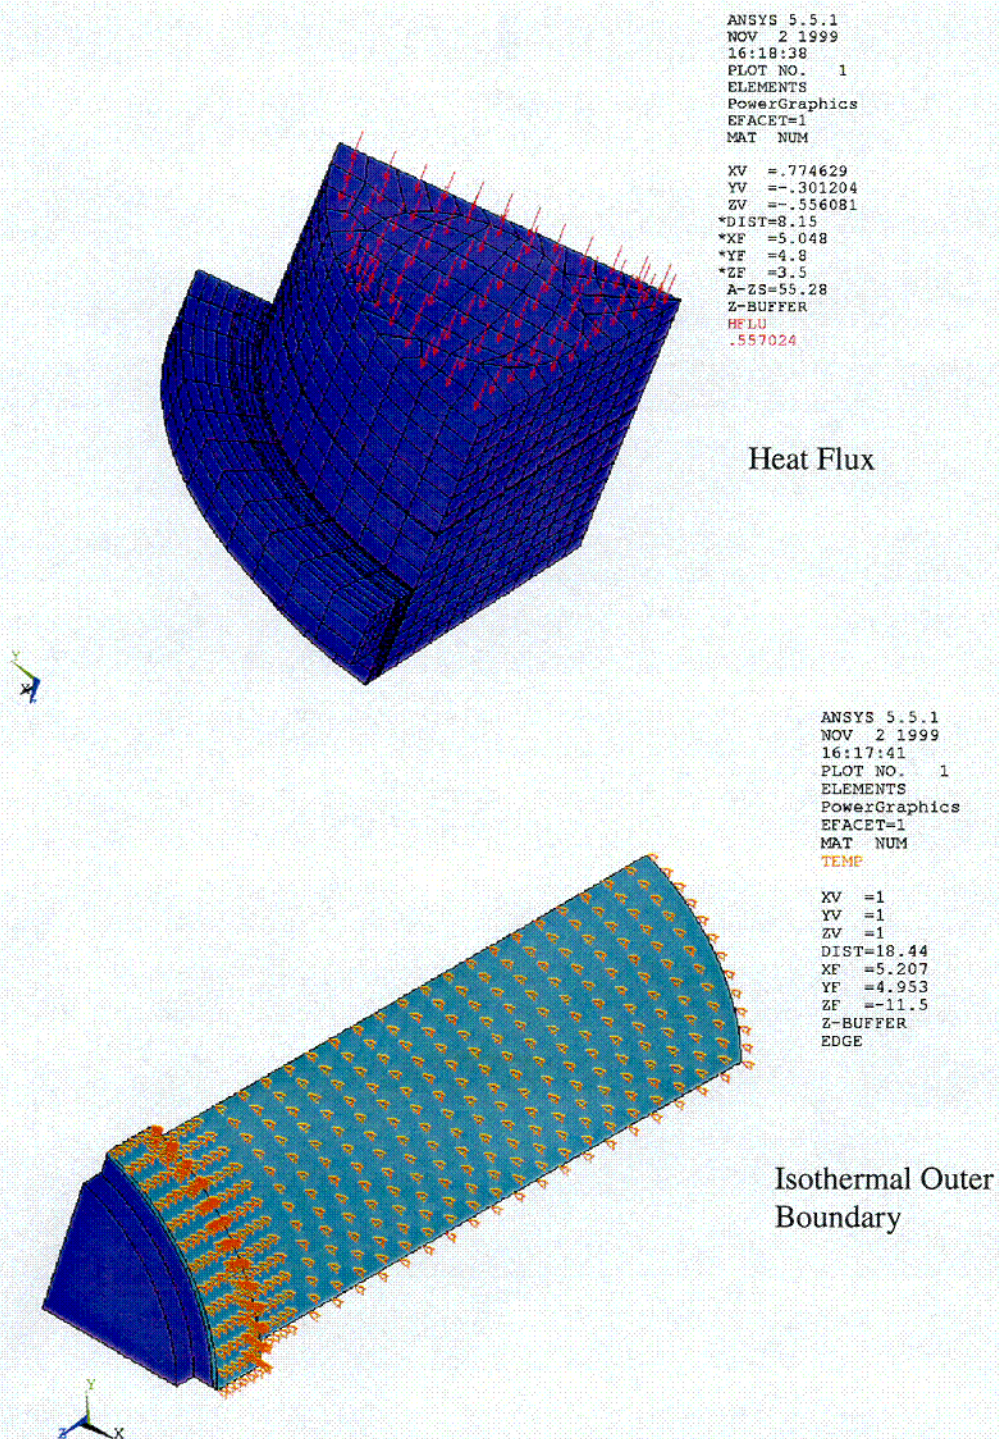 ANSYS 5.5.1
NOV 2 1999
16:18:38
PLOT NO. 1
ELEMENTS
PowerGraphics
EFACET=1
MAT NUM
XV =.774629
YV =-.301204
ZV =-.556081
*DIST=8.15
*XF =5.048
*YF =4.8
*ZF =3.5
A-ZS=55.28
Z-BUFFER
HFLU
.557024
Heat Flux
Y
X
Z
ANSYS 5.5.1
NOV 2 1999
16:17:41
PLOT NO. 1
ELEMENTS
PowerGraphics
EFACET=1
MAT NUM
TEMP
XV =1
YV =1
ZV =1
DIST=18.44
XF =5.207
YF =4.953
ZF =-11.5
Z-BUFFER
EDGE
Isothermal Outer
Boundary
Y
Z
X